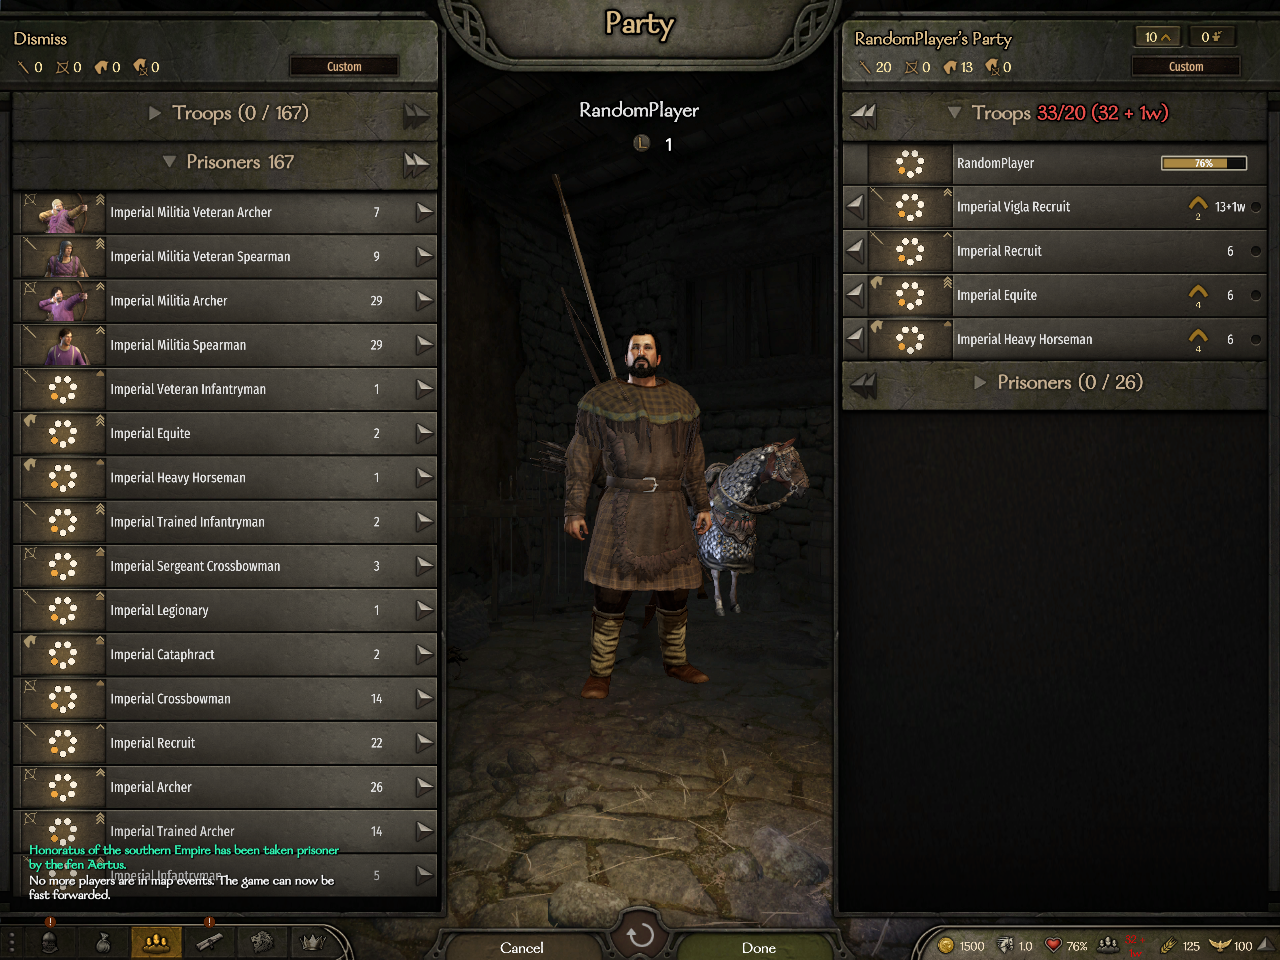 Party
Dismiss
0 0 0 0
Custom
Troops (0 / 167)
Prisoners 167
Imperial Militia Veteran Archer 7
Imperial Militia Veteran Spearman 9
Imperial Militia Archer 29
Imperial Militia Spearman 29
Imperial Veteran Infantryman 1
Imperial Equite 2
Imperial Heavy Horseman 1
Imperial Trained Infantryman 2
Imperial Sergeant Crossbowman 3
Imperial Legionary 1
Imperial Cataphract 2
Imperial Crossbowman 14
Imperial Recruit 22
Imperial Archer 26
Imperial Trained Archer 14
Imperial Infantryman 5
Honoratus of the southern Empire has been taken prisoner
by the fen Aertus.
No more players are in map events. The game can now be
fast forwarded.
RandomPlayer
L 1
RandomPlayer's Party
10 0
20 0 13 0
Custom
Troops 33/20 (32 + 1w)
RandomPlayer 76%
Imperial Vigla Recruit 2 13+1w
Imperial Recruit 6
Imperial Equite 4 6
Imperial Heavy Horseman 4 6
Prisoners (0 / 26)
Cancel
Done
1500 1.0 76% 125 100